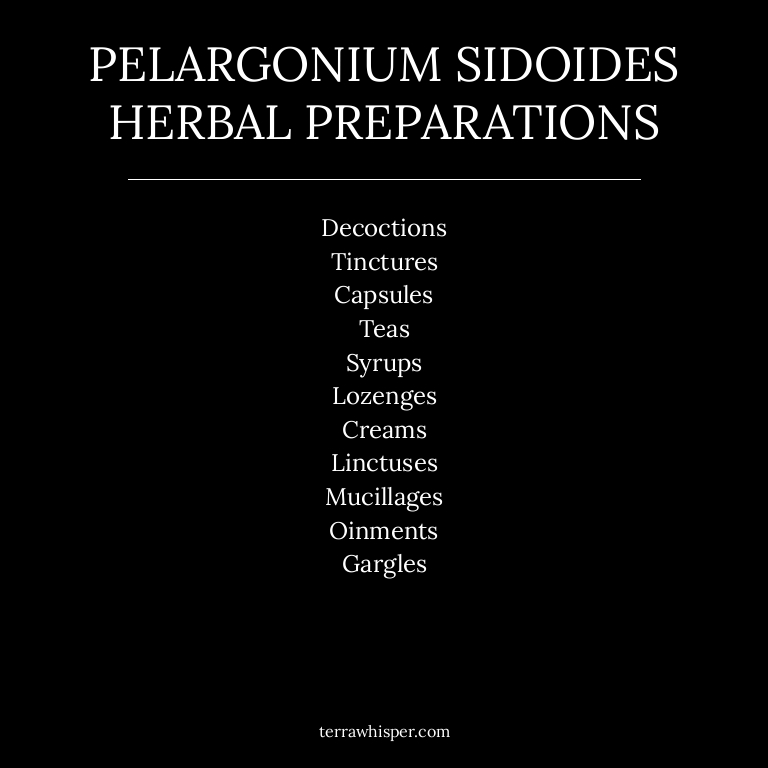 PELARGONIUM SIDOIDES
HERBAL PREPARATIONS
Decoctions
Tinctures
Capsules
Teas
Syrups
Lozenges
Creams
Linctuses
Mucillages
Oinments
Gargles
terrawhisper.com